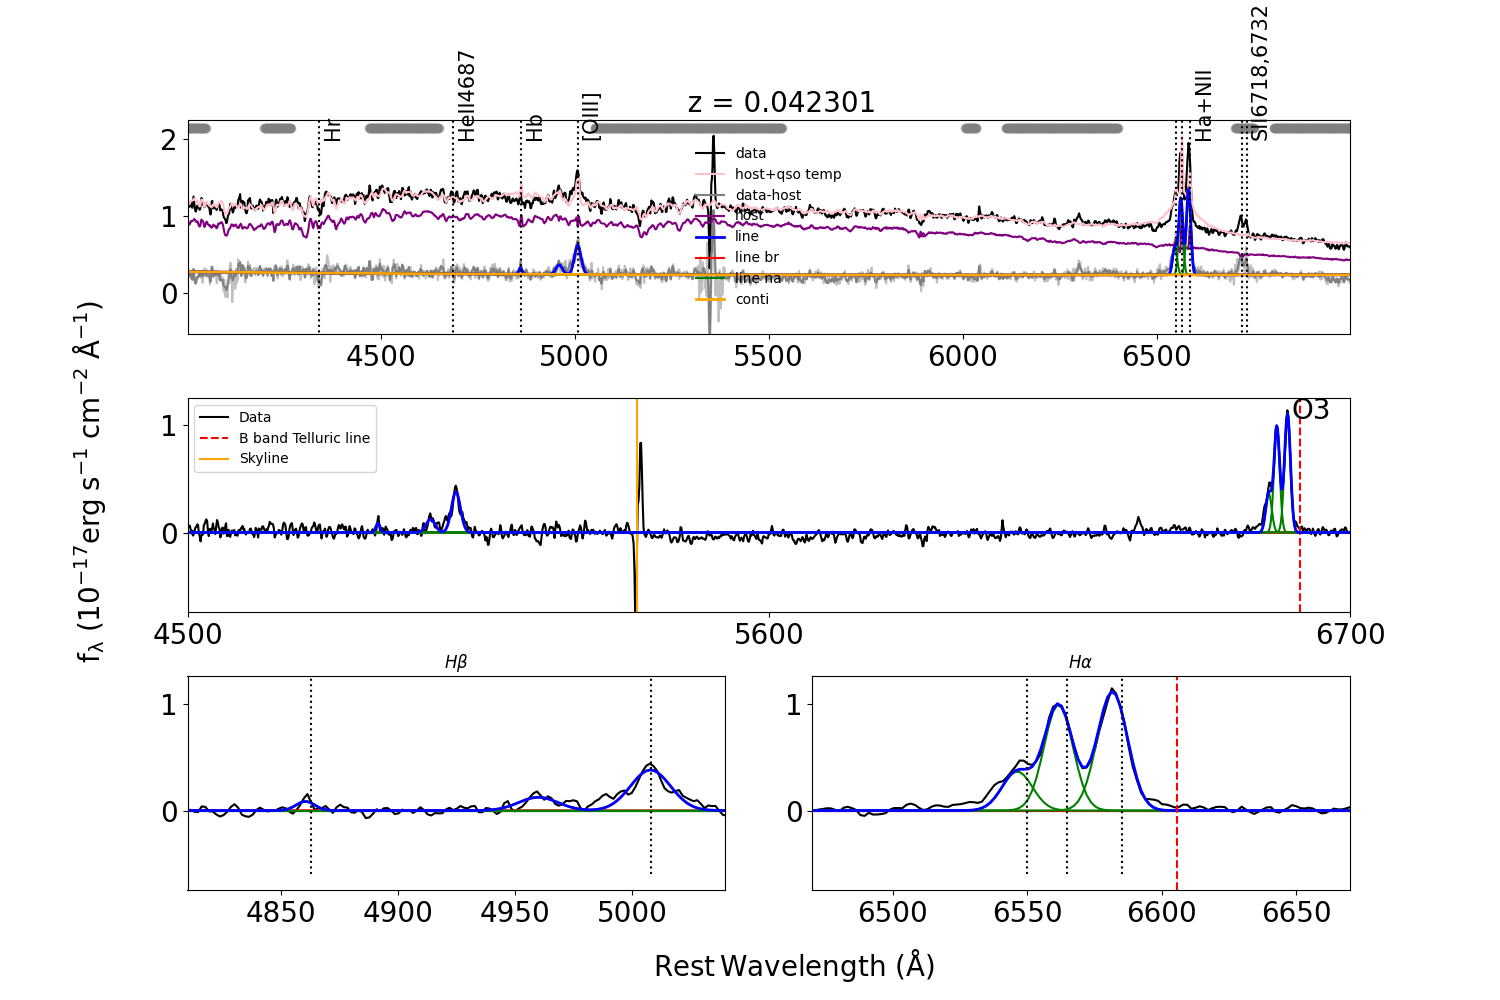 z = 0.042301
Hr
HeII4687
Hb
[OIII]
Ha+NII
SII6718,6732
2
1
0
data
host+qso temp
data-host
host
line
line br
line na
conti
4500
5000
5500
6000
6500
1
0
Data
B band Telluric line
Skyline
O3
4500
5600
6700
fλ (10⁻¹⁷erg s⁻¹ cm⁻² Å⁻¹)
Hβ
1
0
4850
4900
4950
5000
Hα
1
0
6500
6550
6600
6650
Rest Wavelength (Å)